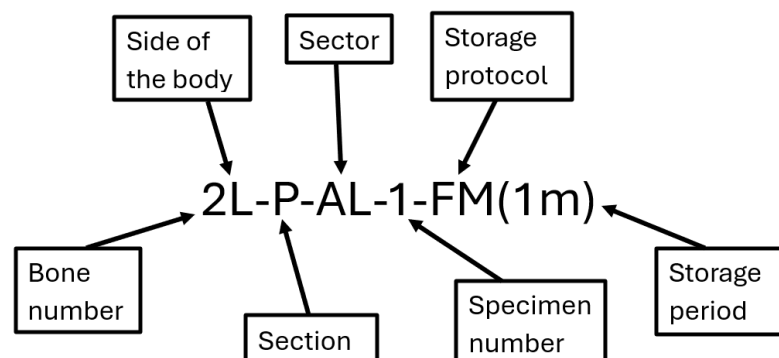 Side of
the body
Sector
Storage
protocol
2L-P-AL-1-FM(1m)
Bone
number
Section
Specimen
number
Storage
period